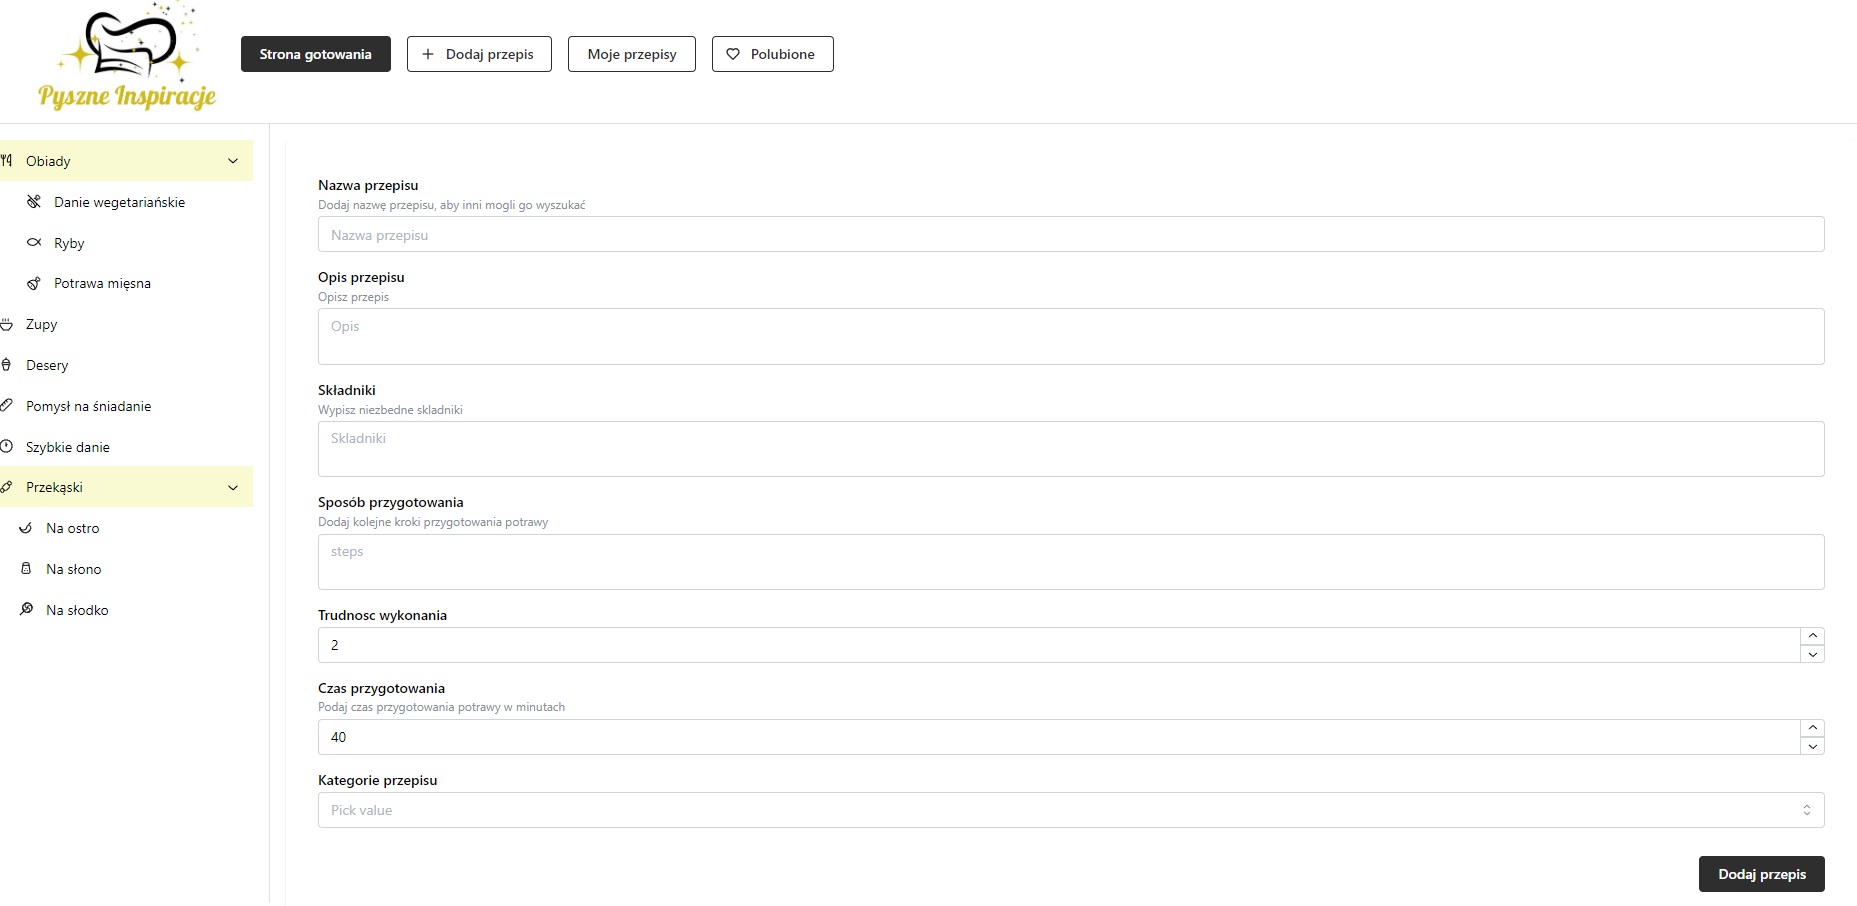 Pyszne Inspiracje
Strona gotowania
Dodaj przepis
Moje przepisy
Polubione
Obiady
Danie wegetariańskie
Ryby
Potrawa mięsna
Zupy
Desery
Pomysł na śniadanie
Szybkie danie
Przekąski
Na ostro
Na słono
Na słodko
Nazwa przepisu
Dodaj nazwę przepisu, aby inni mogli go wyszukać
Nazwa przepisu
Opis przepisu
Opisz przepis
Opis
Składniki
Wypisz niezbedne skladniki
Skladniki
Sposób przygotowania
Dodaj kolejne kroki przygotowania potrawy
steps
Trudnosc wykonania
2
Czas przygotowania
Podaj czas przygotowania potrawy w minutach
40
Kategorie przepisu
Pick value
Dodaj przepis